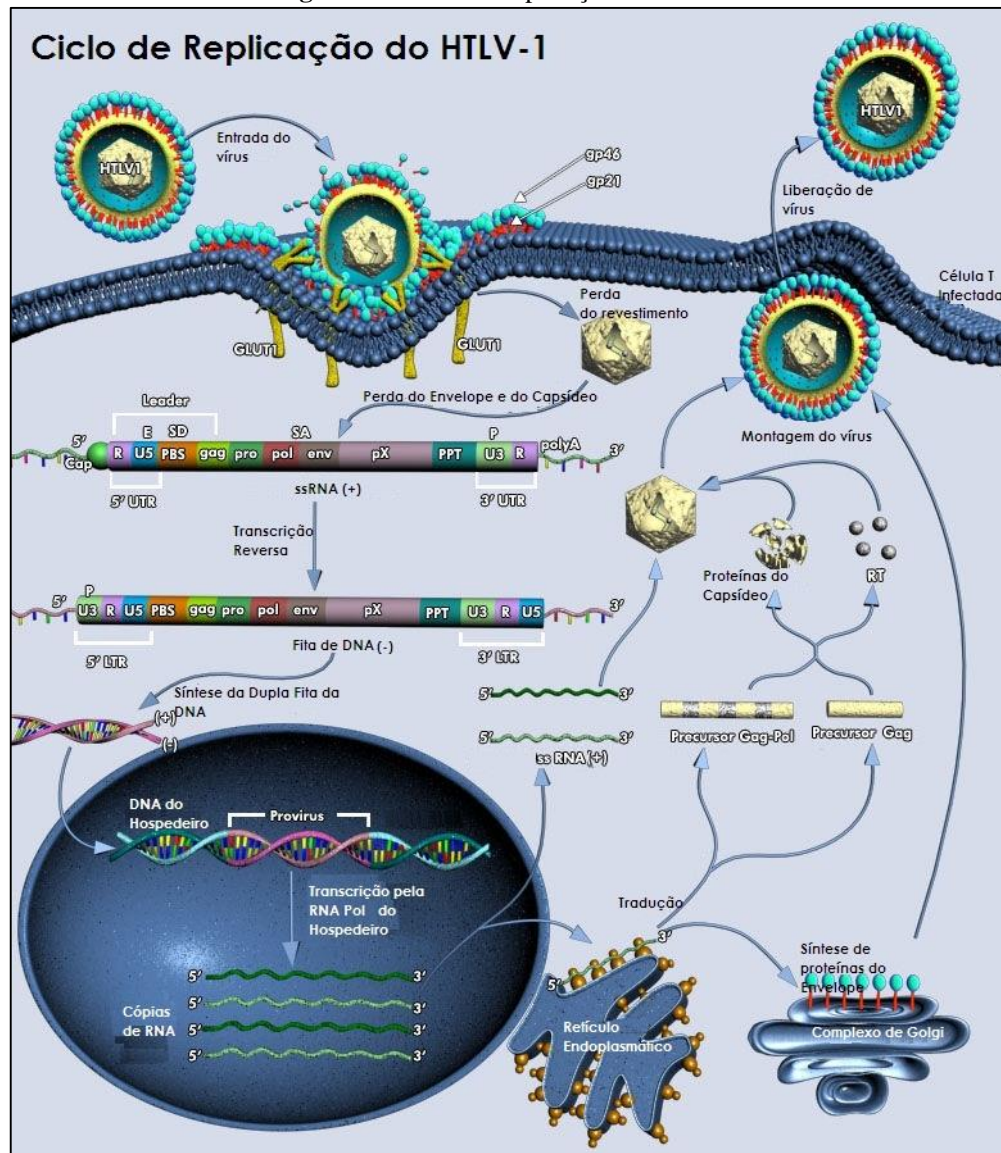 Ciclo de Replicação do HTLV-1
HTLV1
Entrada do
vírus
gp46
gp21
HTLV1
Liberação de
vírus
Célula T
Infectada
GLUT1
GLUT1
Perda
do revestimento
Perda do Envelope e do Capsídeo
Montagem do vírus
Leader
E SD SA P
5' Cap R U5 PBS gag pro pol env pX PPT U3 R polyA 3'
5' UTR ssRNA (+) 3' UTR
Transcrição
Reversa
P
5' U3 R U5 PBS gag pro pol env pX PPT U3 R U5 3'
5' LTR Fita de DNA (-) 3' LTR
Síntese da Dupla Fita da
DNA
(+)
(-)
Proteínas do
Capsídeo
RT
5' 3'
5' 3'
ss RNA (+)
Precursor Gag-Pol
Precursor Gag
DNA do
Hospedeiro
Provirus
Transcrição pela
RNA Pol do
Hospedeiro
Cópias
de RNA
5' 3'
5' 3'
5' 3'
5' 3'
Tradução
5' 3'
Retículo
Endoplasmático
Síntese de
proteínas do
Envelope
Complexo de Golgi